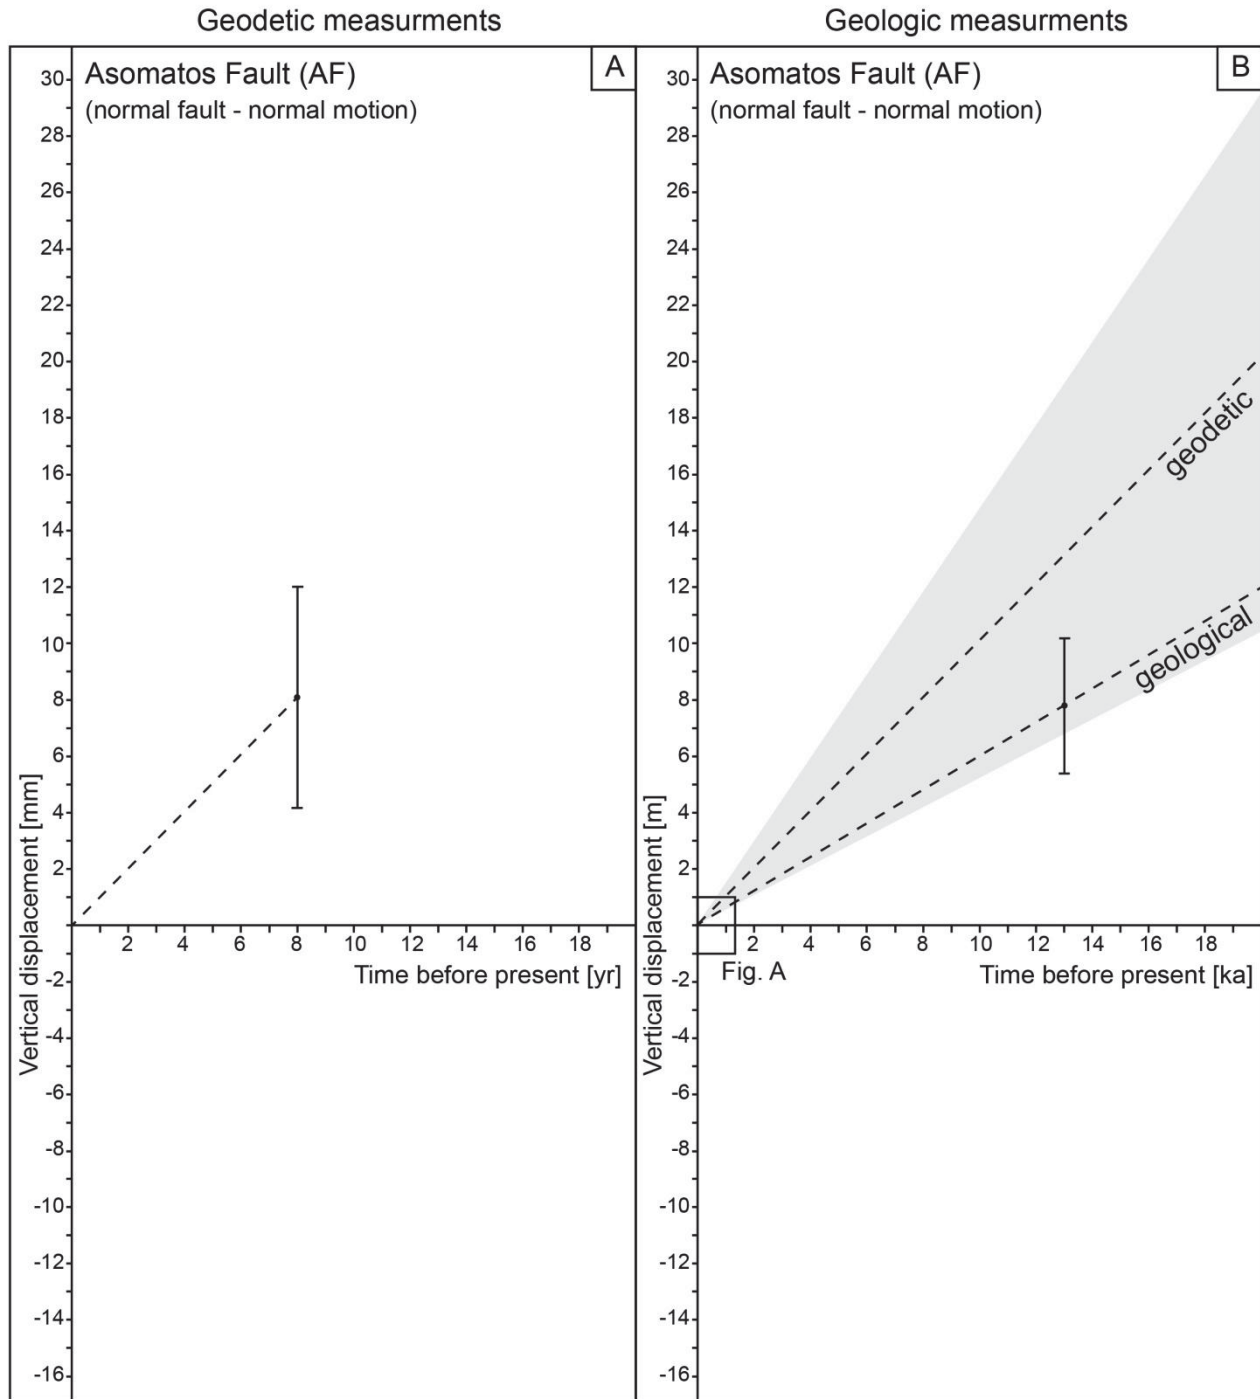 Geodetic measurments
Geologic measurments
Asomatos Fault (AF)
A
(normal fault - normal motion)
30
28
26
24
22
20
18
16
14
12
10
8
6
4
2
-2
-4
-6
-8
-10
-12
-14
-16
Vertical displacement [mm]
2 4 6 8 10 12 14 16 18
Time before present [yr]
Asomatos Fault (AF)
B
(normal fault - normal motion)
30
28
26
24
22
20
18
16
14
12
10
8
6
4
2
-2
-4
-6
-8
-10
-12
-14
-16
Vertical displacement [m]
geodetic
geological
2 4 6 8 10 12 14 16 18
Fig. A
Time before present [ka]